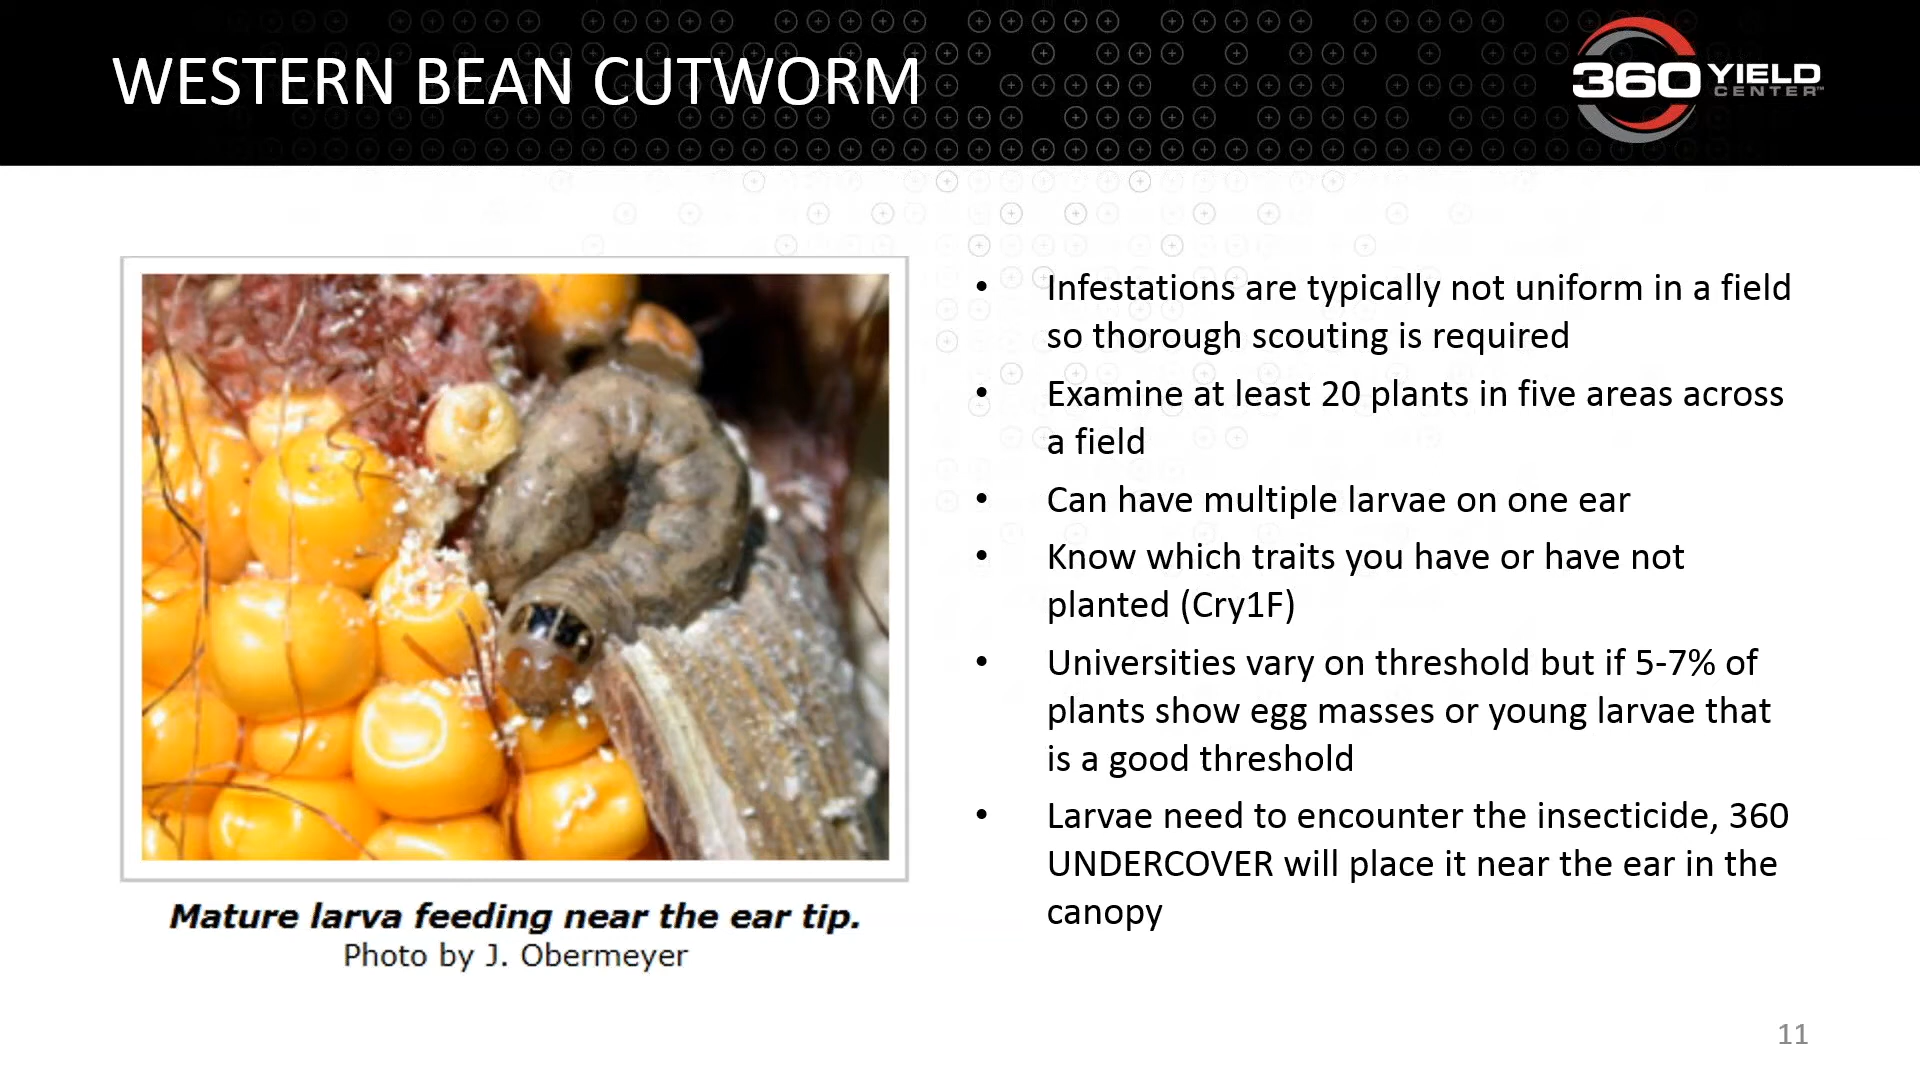 WESTERN BEAN CUTWORM
360 YIELD
CENTER™
• Infestations are typically not uniform in a field
so thorough scouting is required
• Examine at least 20 plants in five areas across
a field
• Can have multiple larvae on one ear
• Know which traits you have or have not
planted (Cry1F)
• Universities vary on threshold but if 5-7% of
plants show egg masses or young larvae that
is a good threshold
• Larvae need to encounter the insecticide, 360
UNDERCOVER will place it near the ear in the
canopy
Mature larva feeding near the ear tip.
Photo by J. Obermeyer
11